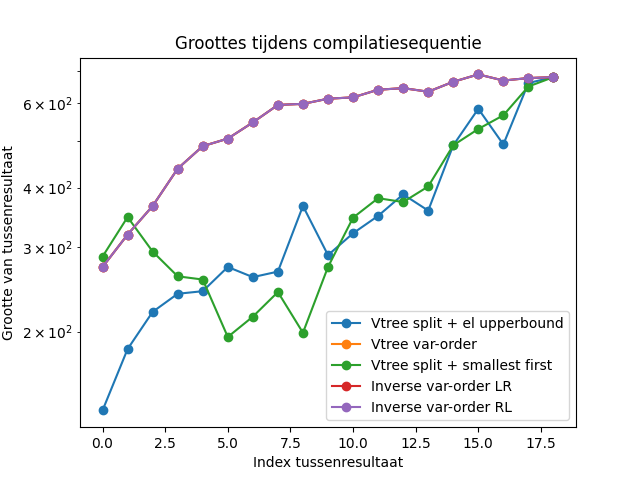 Groottes tijdens compilatiesequentie
Grootte van tussenresultaat
6 × 10²
4 × 10²
3 × 10²
2 × 10²
Vtree split + el upperbound
Vtree var-order
Vtree split + smallest first
Inverse var-order LR
Inverse var-order RL
0.0 2.5 5.0 7.5 10.0 12.5 15.0 17.5
Index tussenresultaat